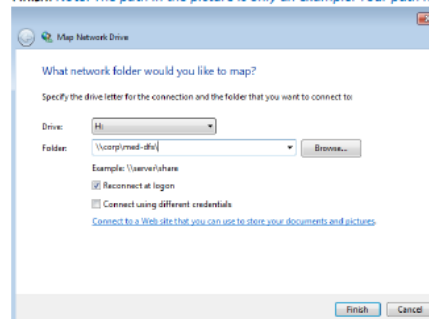 Note: The path in the picture is only an example. Your path
Map Network Drive
What network folder would you like to map?
Specify the drive letter for the connection and the folder that you want to connect to:
Drive: H:
Folder: \\corp\med-dfs\ Browse...
Example: \\server\share
Reconnect at logon
Connect using different credentials
Connect to a Web site that you can use to store your documents and pictures.
Finish Cancel